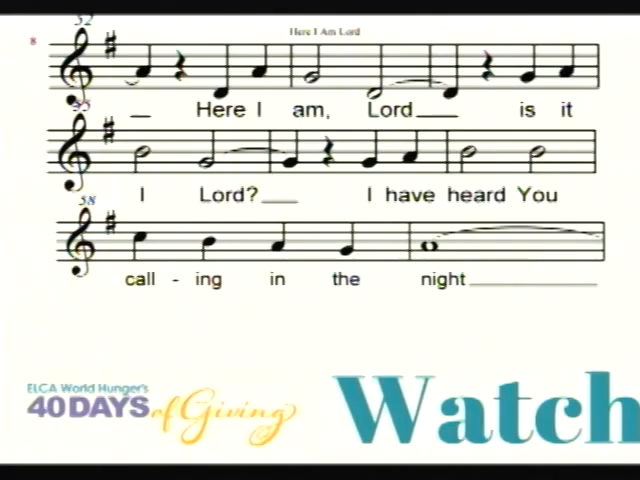 52
Here I Am Lord
8
Here I am, Lord is it
55
I Lord? I have heard You
58
call - ing in the night
ELCA World Hunger's
40 DAYS of Giving
Watch